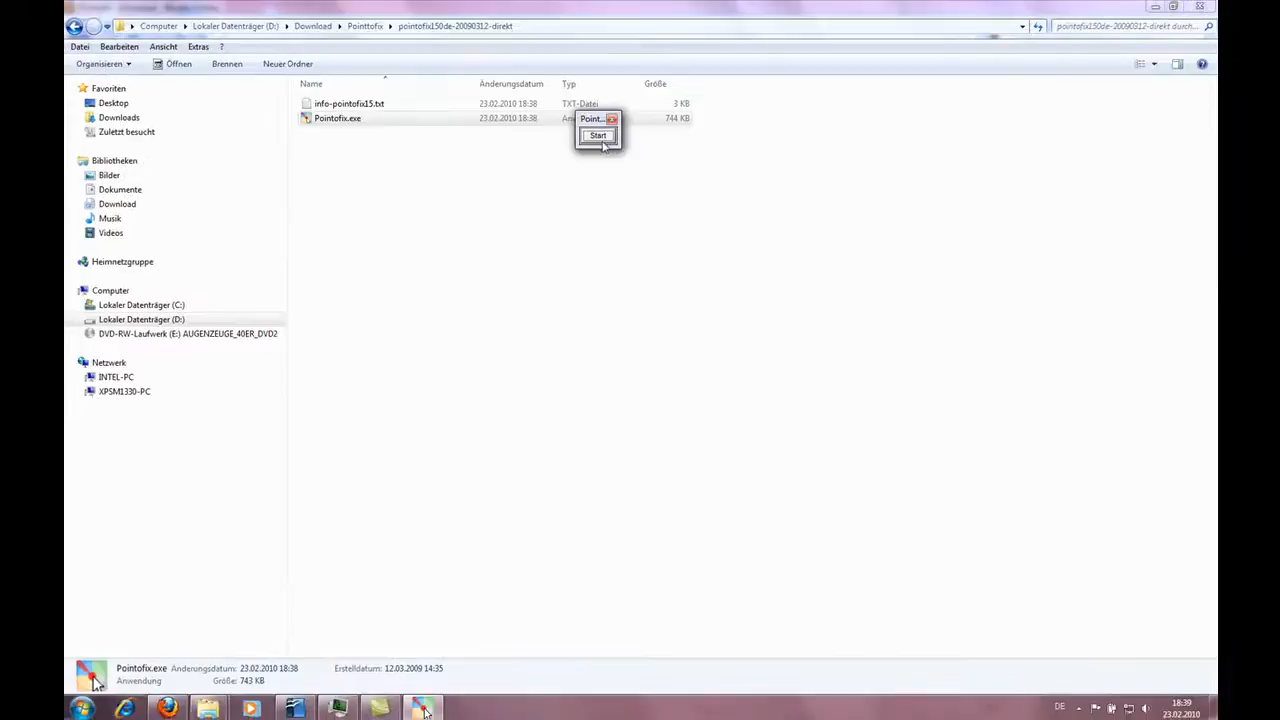 Computer Lokaler Datenträger (D:) Download Pointtofix pointofix150de-20090312-direkt
pointofix150de-20090312-direkt durch...
Datei Bearbeiten Ansicht Extras ?
Organisieren Öffnen Brennen Neuer Ordner
Favoriten
Desktop
Downloads
Zuletzt besucht
Bibliotheken
Bilder
Dokumente
Download
Musik
Videos
Heimnetzgruppe
Computer
Lokaler Datenträger (C:)
Lokaler Datenträger (D:)
DVD-RW-Laufwerk (E:) AUGENZEUGE_40ER_DVD2
Netzwerk
INTEL-PC
XPSM1330-PC
Name Änderungsdatum Typ Größe
info-pointofix15.txt 23.02.2010 18:38 TXT-Datei 3 KB
Pointofix.exe 23.02.2010 18:38 744 KB
Point...
Start
Pointofix.exe Änderungsdatum: 23.02.2010 18:38 Erstelldatum: 12.03.2009 14:35
Anwendung Größe: 743 KB
DE
18:39
23.02.2010